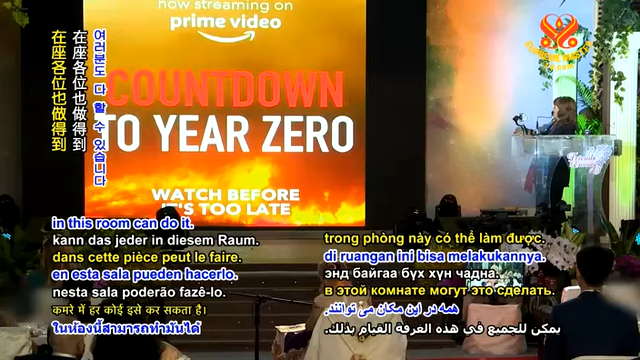 now streaming on
prime video
COUNTDOWN
TO YEAR ZERO
WATCH BEFORE
IT'S TOO LATE
在座各位也做得到
在座各位也做得到
여러분도 다 할 수 있습니다
in this room can do it.
kann das jeder in diesem Raum.
dans cette pièce peut le faire.
en esta sala pueden hacerlo.
nesta sala poderão fazê-lo.
कमरे में हर कोई इसे कर सकता है।
ในห้องนี้สามารถทำมันได้
trong phòng này có thể làm được.
di ruangan ini bisa melakukannya.
энд байгаа бүх хүн чадна.
в этой комнате могут это сделать.
همه در این مکان می توانند.
يمكن للجميع في هذه الغرفة القيام بذلك.